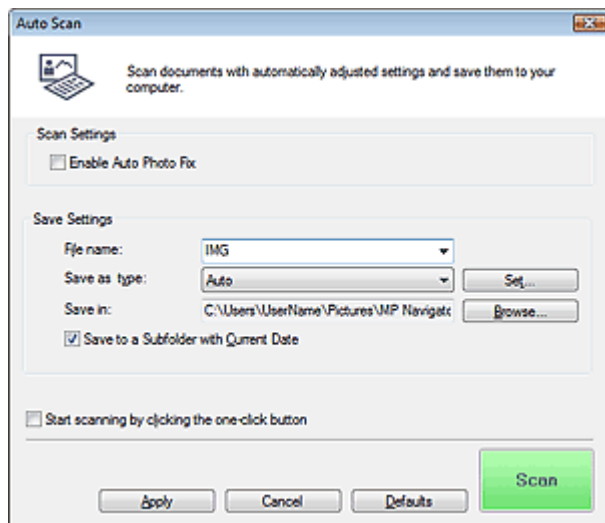 Auto Scan
Scan documents with automatically adjusted settings and save them to your
computer.
Scan Settings
Enable Auto Photo Fix
Save Settings
File name:
IMG
Save as type:
Auto
Set...
Save in:
C:\Users\UserName\Pictures\MP Navigate
Browse...
Save to a Subfolder with Current Date
Start scanning by clicking the one-click button
Scan
Apply
Cancel
Defaults